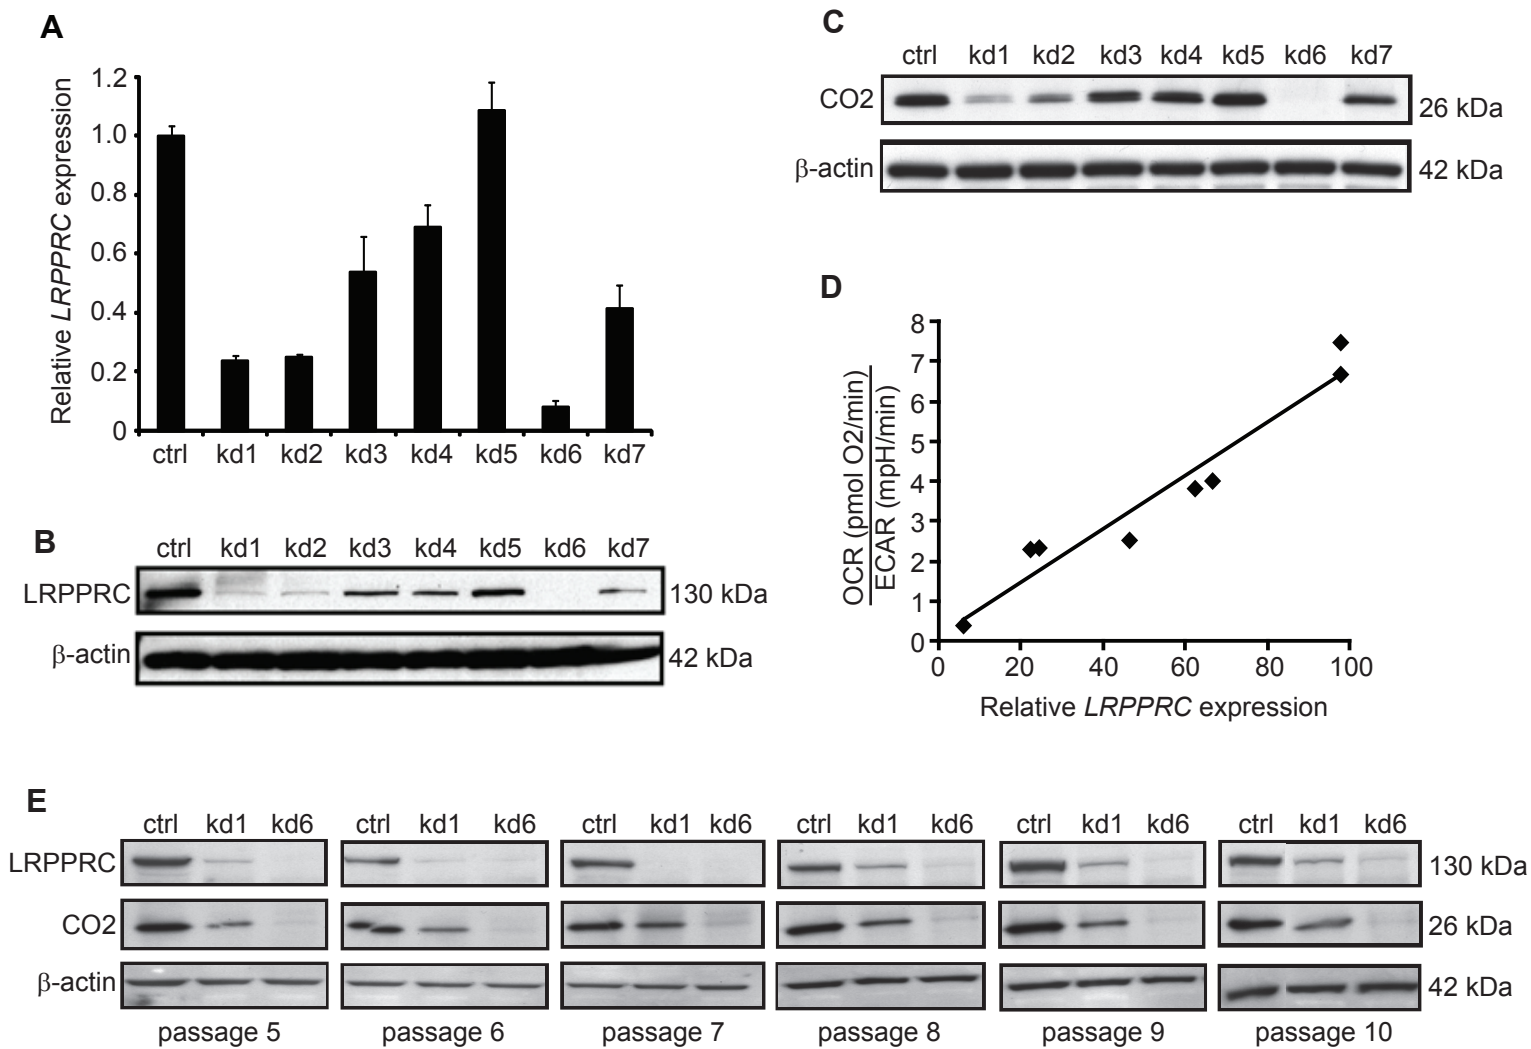 A
Relative LRPPRC expression
1.2
1.0
0.8
0.6
0.4
0.2
0
ctrl kd1 kd2 kd3 kd4 kd5 kd6 kd7
B
ctrl kd1 kd2 kd3 kd4 kd5 kd6 kd7
LRPPRC 130 kDa
β-actin 42 kDa
C
ctrl kd1 kd2 kd3 kd4 kd5 kd6 kd7
CO2 26 kDa
β-actin 42 kDa
D
OCR (pmol O2/min)
ECAR (mpH/min)
8
7
6
5
4
3
2
1
0
0 20 40 60 80 100
Relative LRPPRC expression
E
ctrl kd1 kd6 ctrl kd1 kd6 ctrl kd1 kd6 ctrl kd1 kd6 ctrl kd1 kd6 ctrl kd1 kd6
LRPPRC 130 kDa
CO2 26 kDa
β-actin 42 kDa
passage 5 passage 6 passage 7 passage 8 passage 9 passage 10